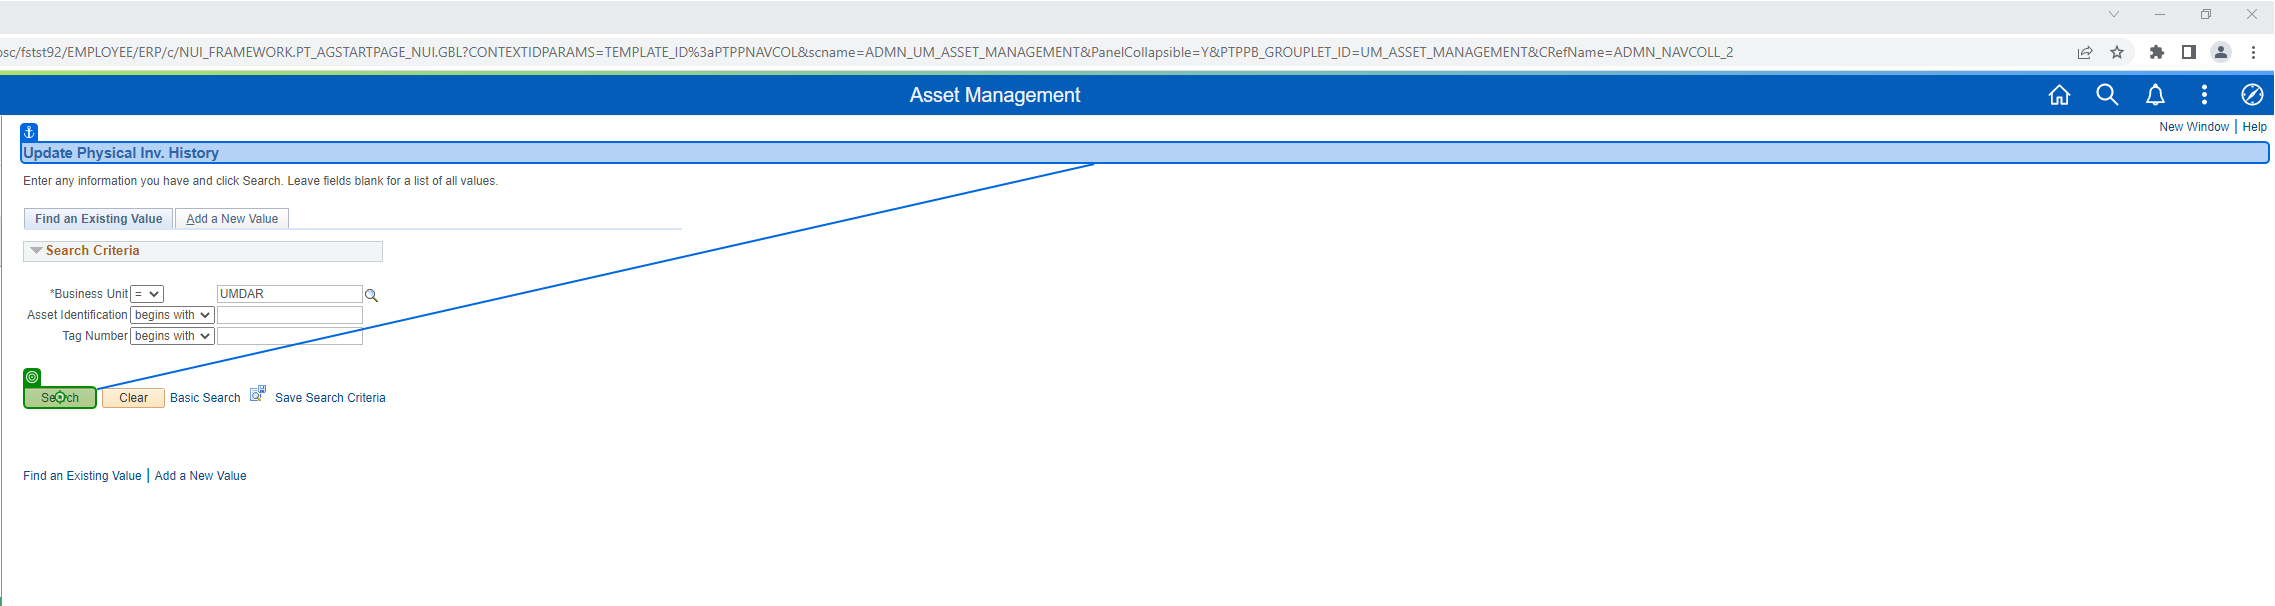 osc/fstst92/EMPLOYEE/ERP/c/NUI_FRAMEWORK.PT_AGSTARTPAGE_NUI.GBL?CONTEXTIDPARAMS=TEMPLATE_ID%3aPTPPNAVCOL&scname=ADMN_UM_ASSET_MANAGEMENT&PanelCollapsible=Y&PTPPB_GROUPLET_ID=UM_ASSET_MANAGEMENT&CRefName=ADMN_NAVCOLL_2
Asset Management
New Window | Help
Update Physical Inv. History
Enter any information you have and click Search. Leave fields blank for a list of all values.
Find an Existing Value Add a New Value
Search Criteria
*Business Unit = UMDAR
Asset Identification begins with
Tag Number begins with
Search Clear Basic Search Save Search Criteria
Find an Existing Value | Add a New Value